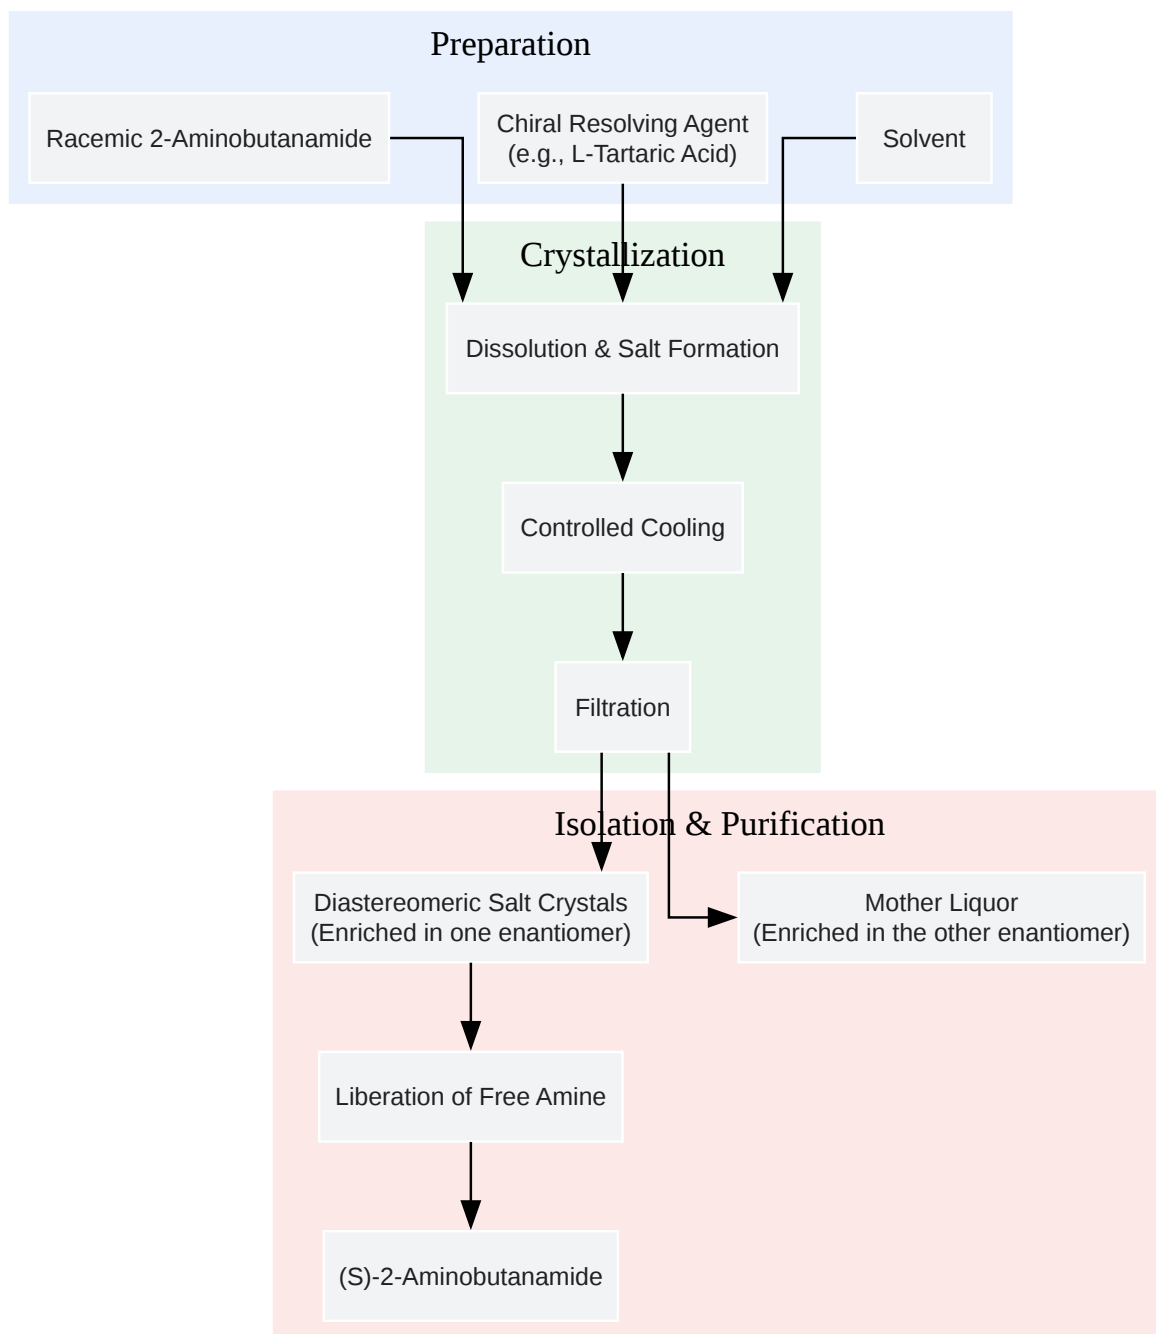 Preparation
Racemic 2-Aminobutanamide
Chiral Resolving Agent
(e.g., L-Tartaric Acid)
Solvent
Crystallization
Dissolution & Salt Formation
Controlled Cooling
Filtration
Isolation & Purification
Diastereomeric Salt Crystals
(Enriched in one enantiomer)
Mother Liquor
(Enriched in the other enantiomer)
Liberation of Free Amine
(S)-2-Aminobutanamide